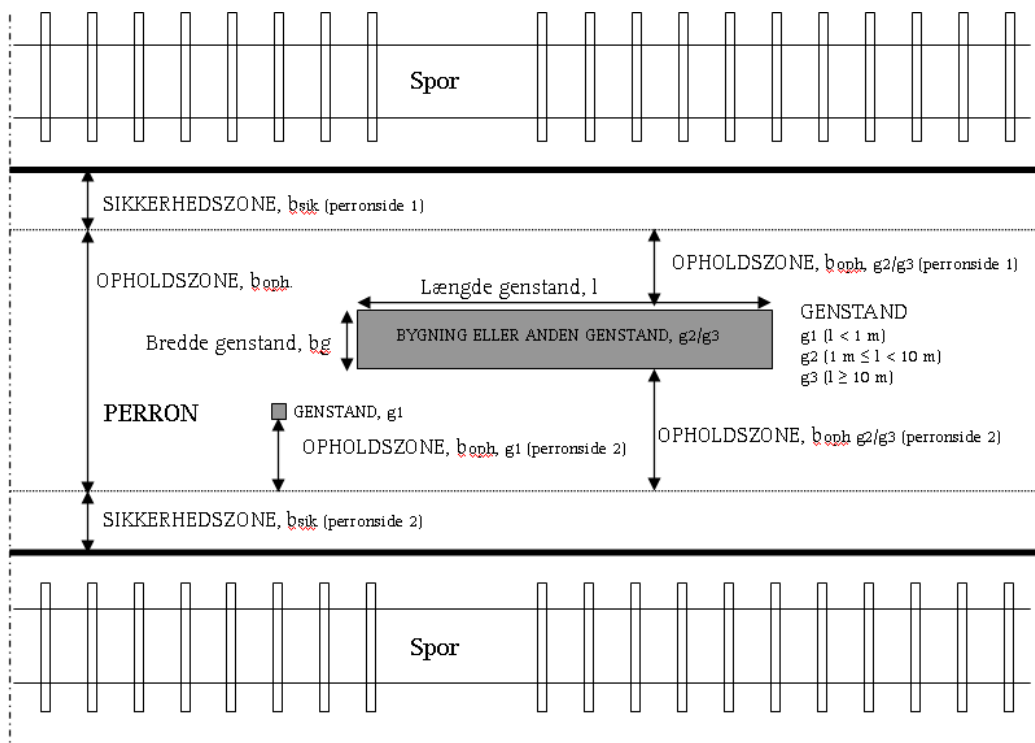 Spor
SIKKERHEDSZONE, bsik (perronside 1)
OPHOLDSZONE, boph.
OPHOLDSZONE, boph, g2/g3 (perronside 1)
Længde genstand, l
GENSTAND
g1 (l < 1 m)
g2 (1 m ≤ l < 10 m)
g3 (l ≥ 10 m)
Bredde genstand, bg
BYGNING ELLER ANDEN GENSTAND, g2/g3
PERRON
GENSTAND, g1
OPHOLDSZONE, boph, g1 (perronside 2)
OPHOLDSZONE, boph g2/g3 (perronside 2)
SIKKERHEDSZONE, bsik (perronside 2)
Spor